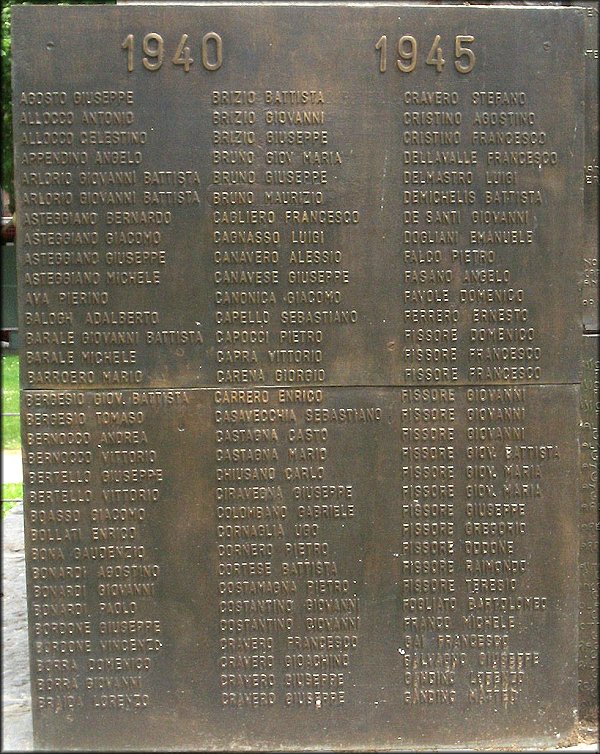 1940 1945
AGOSTO GIUSEPPE
ALLOCCO ANTONIO
ALLOCCO CELESTINO
APPENDINO ANGELO
ARLORIO GIOVANNI BATTISTA
ARLORIO GIOVANNI BATTISTA
ASTEGGIANO BERNARDO
ASTEGGIANO GIACOMO
ASTEGGIANO GIUSEPPE
ASTEGGIANO MICHELE
AVA PIERINO
BALOGH ADALBERTO
BARALE GIOVANNI BATTISTA
BARALE MICHELE
BARROERO MARIO
BERGESIO GIOV. BATTISTA
BERGESIO TOMASO
BERNOCCO ANDREA
BERNOCCO VITTORIO
BERTELLO GIUSEPPE
BERTELLO VITTORIO
BOASSO GIACOMO
BOLLATI ENRICO
BONA GAUDENZIO
BONARDI AGOSTINO
BONARDI GIOVANNI
BONARDI PAOLO
BORDONE GIUSEPPE
BORDONE VINCENZO
BORRA DOMENICO
BORRA GIOVANNI
BRAIDA LORENZO
BRIZIO BATTISTA
BRIZIO GIOVANNI
BRIZIO GIUSEPPE
BRUNO GIOV MARIA
BRUNO GIUSEPPE
BRUNO MAURIZIO
CAGLIERO FRANCESCO
CAGNASSO LUIGI
CANAVERO ALESSIO
CANAVESE GIUSEPPE
CANONICA GIACOMO
CAPELLO SEBASTIANO
CAPOCCI PIETRO
CAPRA VITTORIO
CARENA GIORGIO
CARRERO ENRICO
CASAVECCHIA SEBASTIANO
CASTAGNA CASTO
CASTAGNA MARIO
CHIUSANO CARLO
CIRAVEGNA GIUSEPPE
COLOMBANO GABRIELE
CORNAGLIA UGO
CORNERO PIETRO
CORTESE BATTISTA
COSTAMAGNA PIETRO
COSTANTINO GIOVANNI
COSTANTINO GIOVANNI
CRAVERO FRANCESCO
CRAVERO GIOACHINO
CRAVERO GIUSEPPE
CRAVERO GIUSEPPE
CRAVERO STEFANO
CRISTINO AGOSTINO
CRISTINO FRANCESCO
DELLAVALLE FRANCESCO
DELMASTRO LUIGI
DEMICHELIS BATTISTA
DE SANTI GIOVANNI
DOGLIANI EMANUELE
FALCO PIETRO
FASANO ANGELO
FAVOLE DOMENICO
FERRERO ERNESTO
FISSORE DOMENICO
FISSORE FRANCESCO
FISSORE FRANCESCO
FISSORE GIOVANNI
FISSORE GIOVANNI
FISSORE GIOVANNI
FISSORE GIOV. BATTISTA
FISSORE GIOV. MARIA
FISSORE GIOV. MARIA
FISSORE GIUSEPPE
FISSORE GREGORIO
FISSORE ODDONE
FISSORE RAIMONDO
FISSORE TERESIO
FOGLIATO BARTOLOMEO
FRANCO MICHELE
GAI FRANCESCO
GALVAGNO GIUSEPPE
GANDINO LORENZO
GANDINO MATTEO